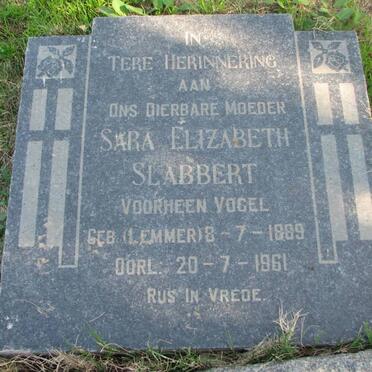 IN
TERE HERINNERING
AAN
ONS DIERBARE MOEDER
SARA ELIZABETH
SLABBERT
VOORHEEN VOGEL
GEB (LEMMER) 8-7-1889
OORL. 20-7-1961
RUS IN VREDE.